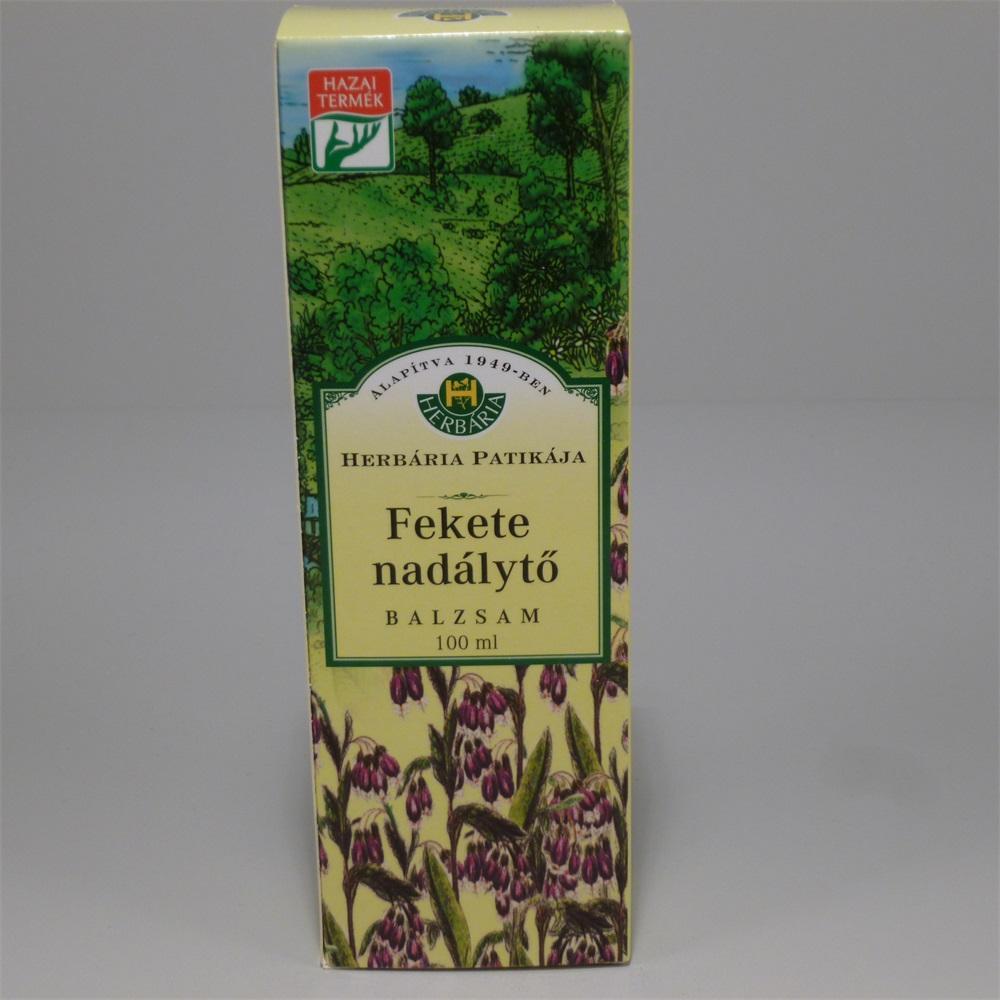 HAZAI
TERMÉK
ALAPÍTVA 1949-BEN
HERBÁRIA
HERBÁRIA PATIKÁJA
Fekete
nadálytő
BALZSAM
100 ml